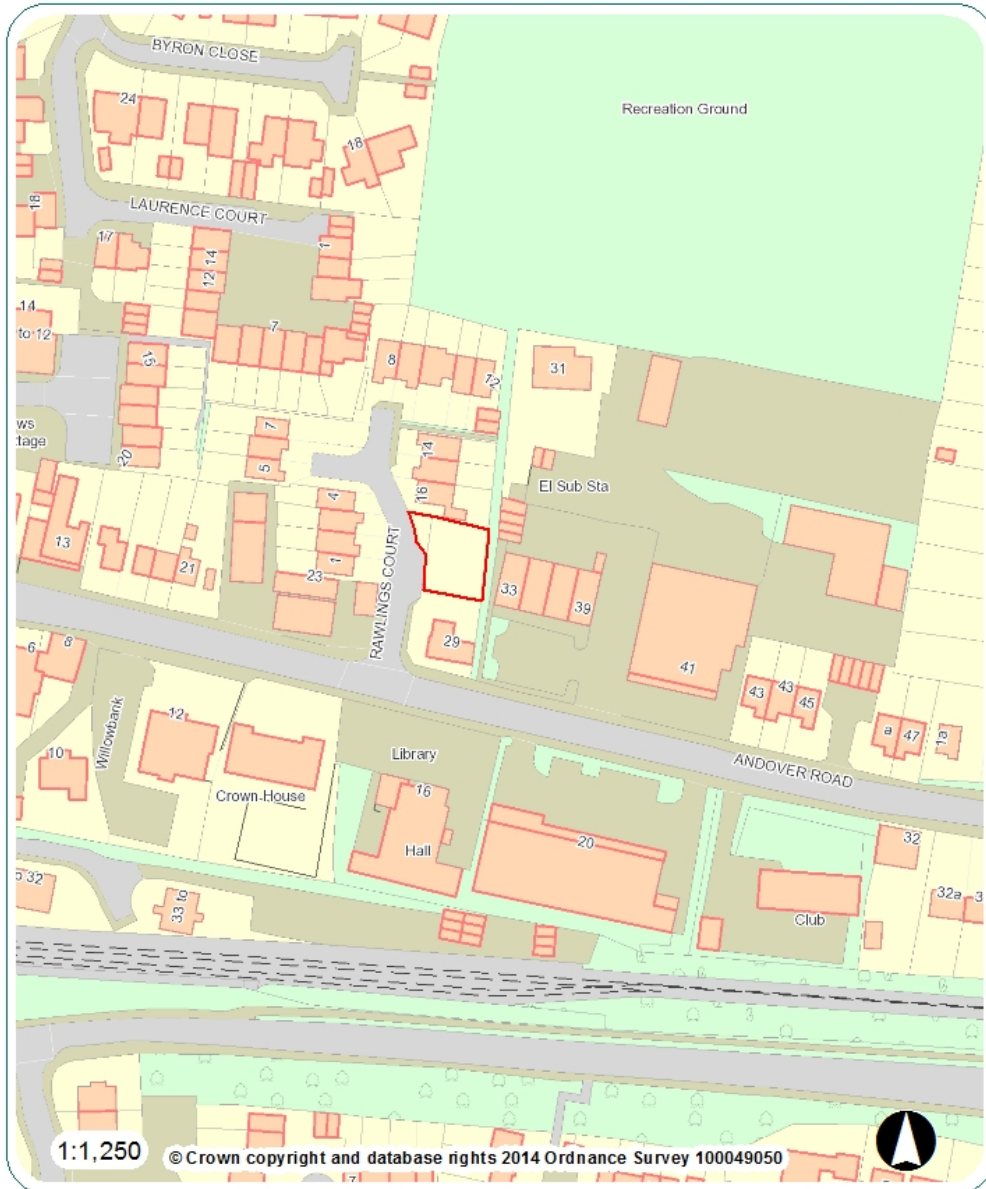 BYRON CLOSE
24
Recreation Ground
18
18
LAURENCE COURT
17
1
12 14
14
to 12
7
15
8
12
31
ws
ttage
20
7
5
14
16
El Sub Sta
4
13
21
1
23
RAWLINGS COURT
33
39
29
41
6
8
43
43
45
a
47
1a
Willowbank
12
10
Crown House
Library
16
Hall
20
ANDOVER ROAD
32
32a
Club
33 to
1:1,250
© Crown copyright and database rights 2014 Ordnance Survey 100049050